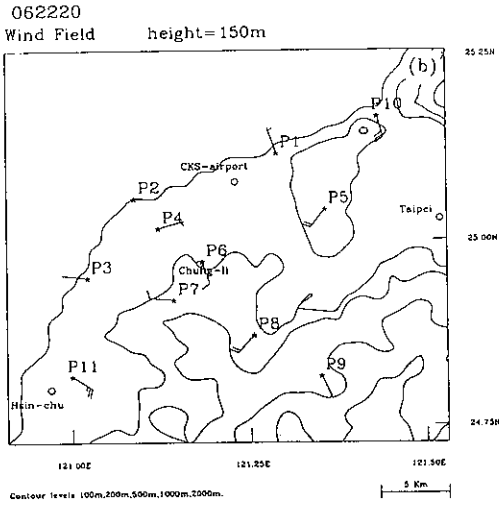 062220
Wind Field height=150m
25.25N
(b)
P10
P1
CKS-airport
P2
P5
P4
Taipei
25.00N
P6
Chung-li
P3
P7
P8
P9
P11
Hsin-chu
24.75N
121.00E 121.25E 121.50E
Contour levels 100m,200m,500m,1000m,2000m.
5 Km